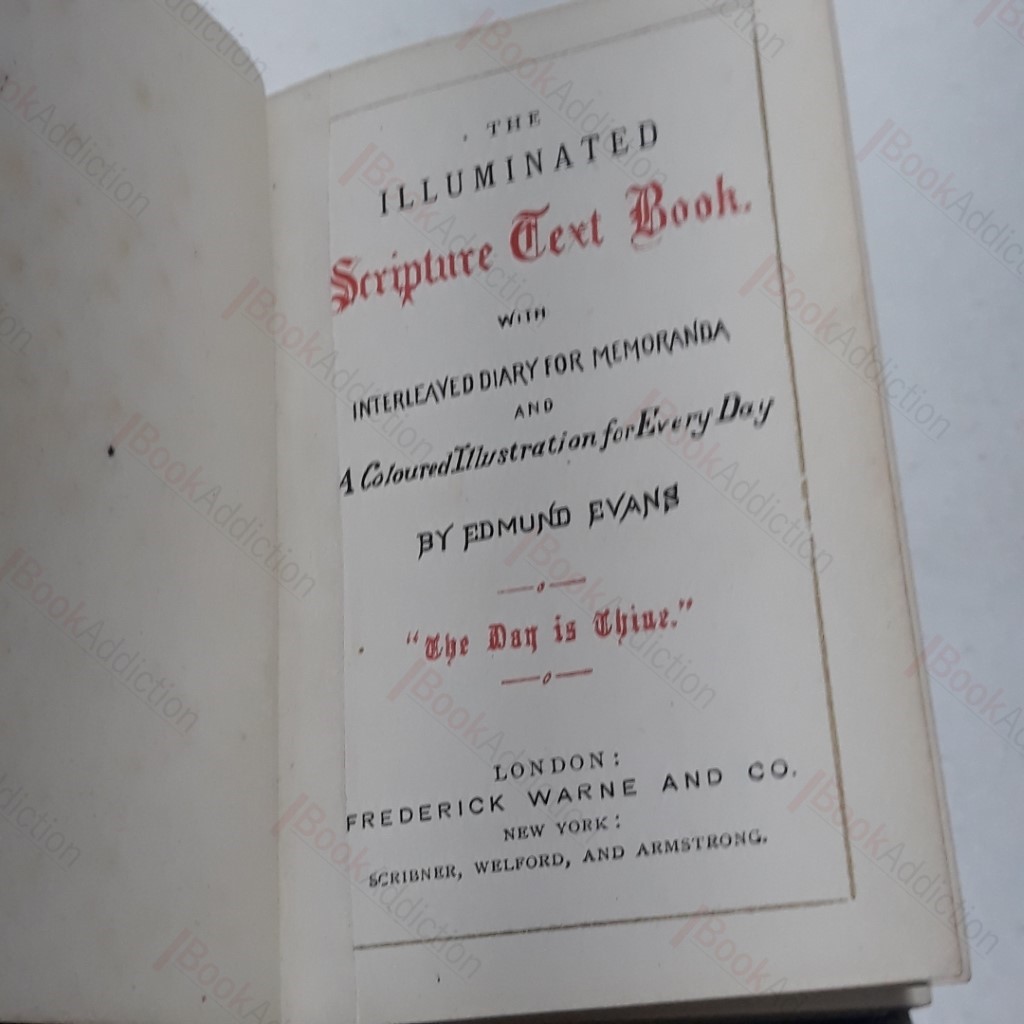 THE
ILLUMINATED
Scripture Text Book.
WITH
INTERLEAVED DIARY FOR MEMORANDA
AND
A Coloured Illustration for Every Day
BY EDMUND EVANS
"The Day is Thine."
LONDON:
FREDERICK WARNE AND CO.
NEW YORK:
SCRIBNER, WELFORD, AND ARMSTRONG.
BookAddiction